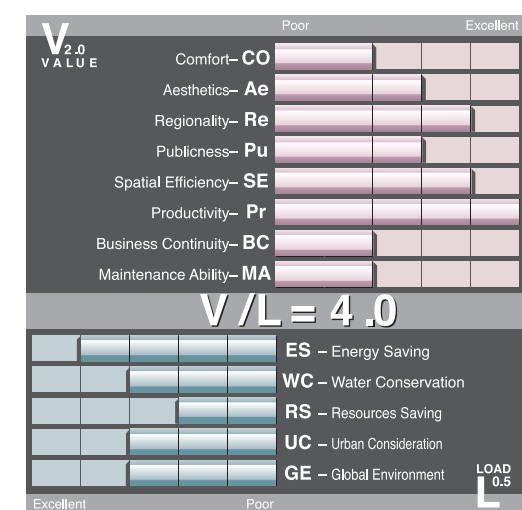 Poor Excellent
V 2.0
VALUE
Comfort– CO
Aesthetics– Ae
Regionality– Re
Publicness– Pu
Spatial Efficiency– SE
Productivity– Pr
Business Continuity– BC
Maintenance Ability– MA
V/L= 4.0
ES – Energy Saving
WC – Water Conservation
RS – Resources Saving
UC – Urban Consideration
GE – Global Environment
LOAD
L 0.5
Excellent Poor